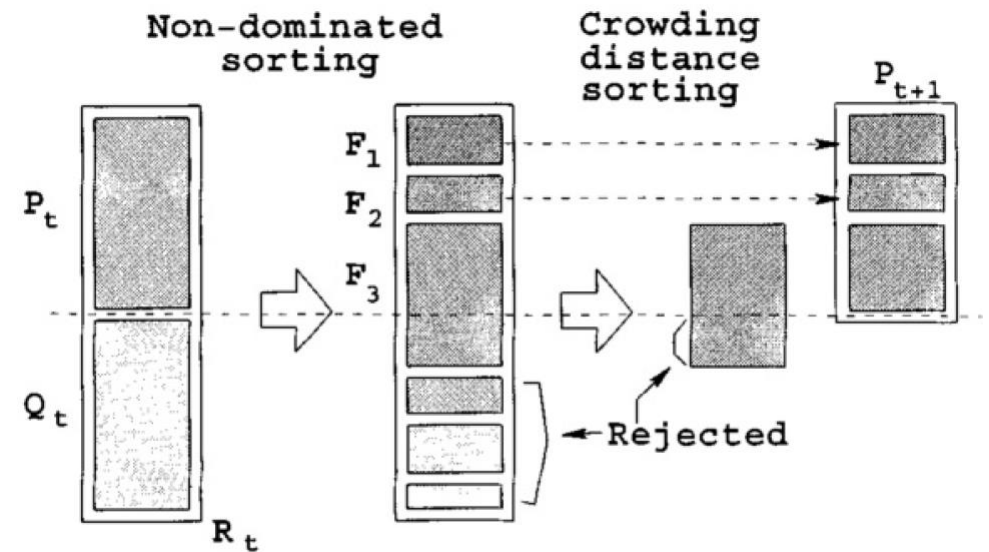 Non-dominated
sorting
Crowding
distance
sorting
P_{t+1}
F_1
P_t
F_2
F_3
Q_t
Rejected
R_t